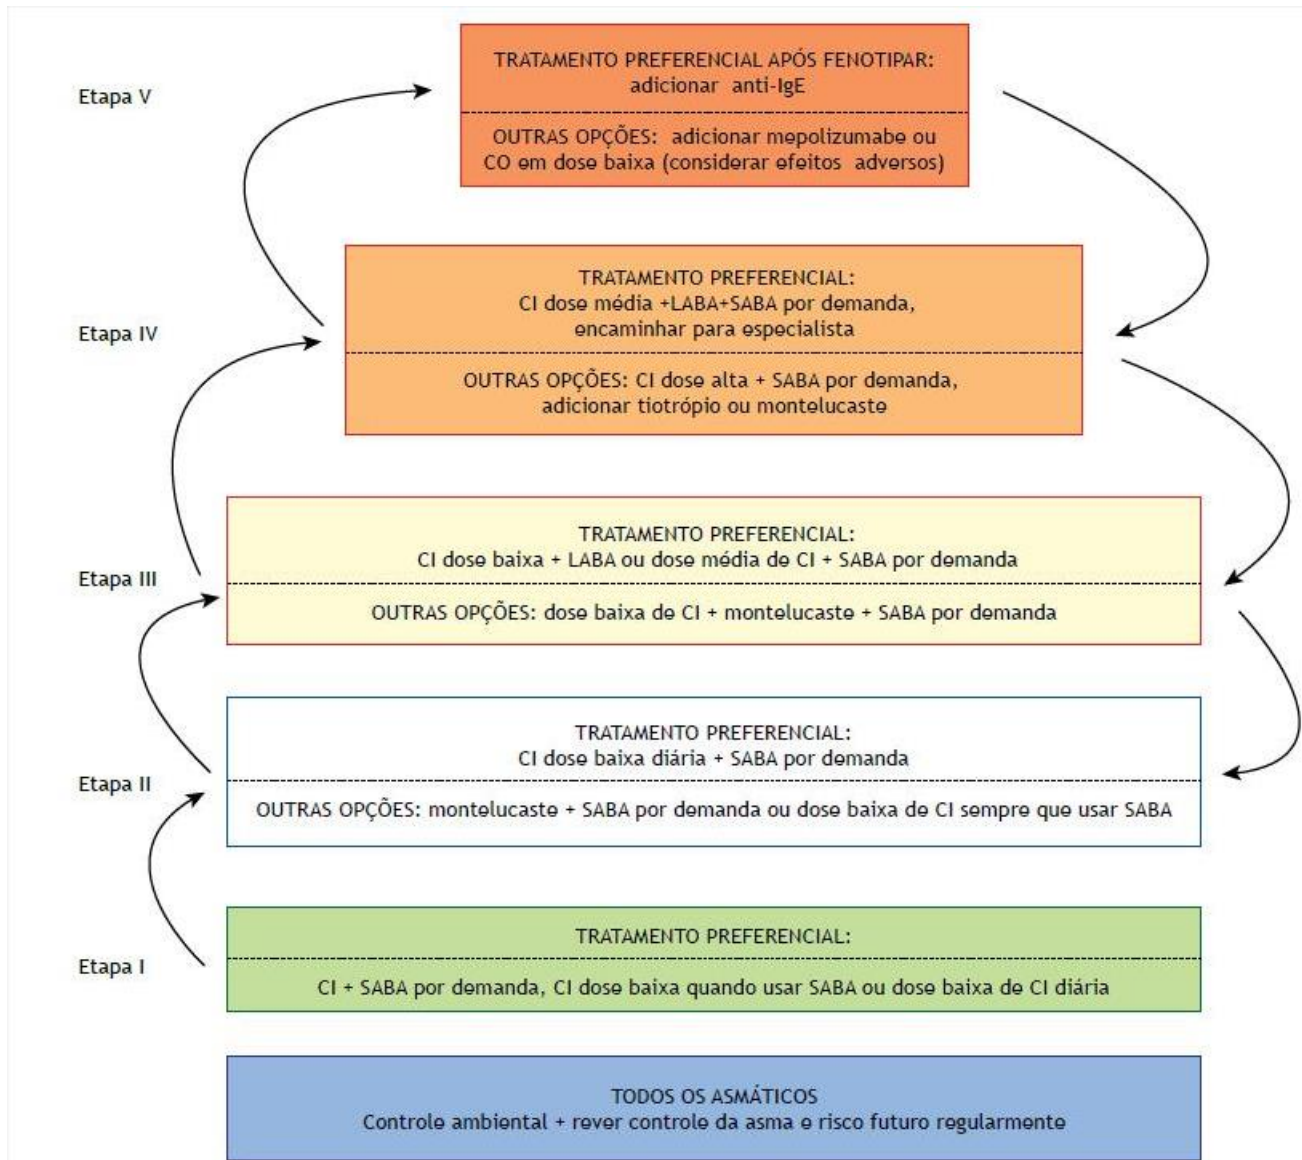 Etapa V
TRATAMENTO PREFERENCIAL APÓS FENOTIPAR:
adicionar anti-IgE
OUTRAS OPÇÕES: adicionar mepolizumabe ou
CO em dose baixa (considerar efeitos adversos)
Etapa IV
TRATAMENTO PREFERENCIAL:
CI dose média +LABA+SABA por demanda,
encaminhar para especialista
OUTRAS OPÇÕES: CI dose alta + SABA por demanda,
adicionar tiotrópio ou montelucaste
Etapa III
TRATAMENTO PREFERENCIAL:
CI dose baixa + LABA ou dose média de CI + SABA por demanda
OUTRAS OPÇÕES: dose baixa de CI + montelucaste + SABA por demanda
Etapa II
TRATAMENTO PREFERENCIAL:
CI dose baixa diária + SABA por demanda
OUTRAS OPÇÕES: montelucaste + SABA por demanda ou dose baixa de CI sempre que usar SABA
Etapa I
TRATAMENTO PREFERENCIAL:
CI + SABA por demanda, CI dose baixa quando usar SABA ou dose baixa de CI diária
TODOS OS ASMÁTICOS
Controle ambiental + rever controle da asma e risco futuro regularmente